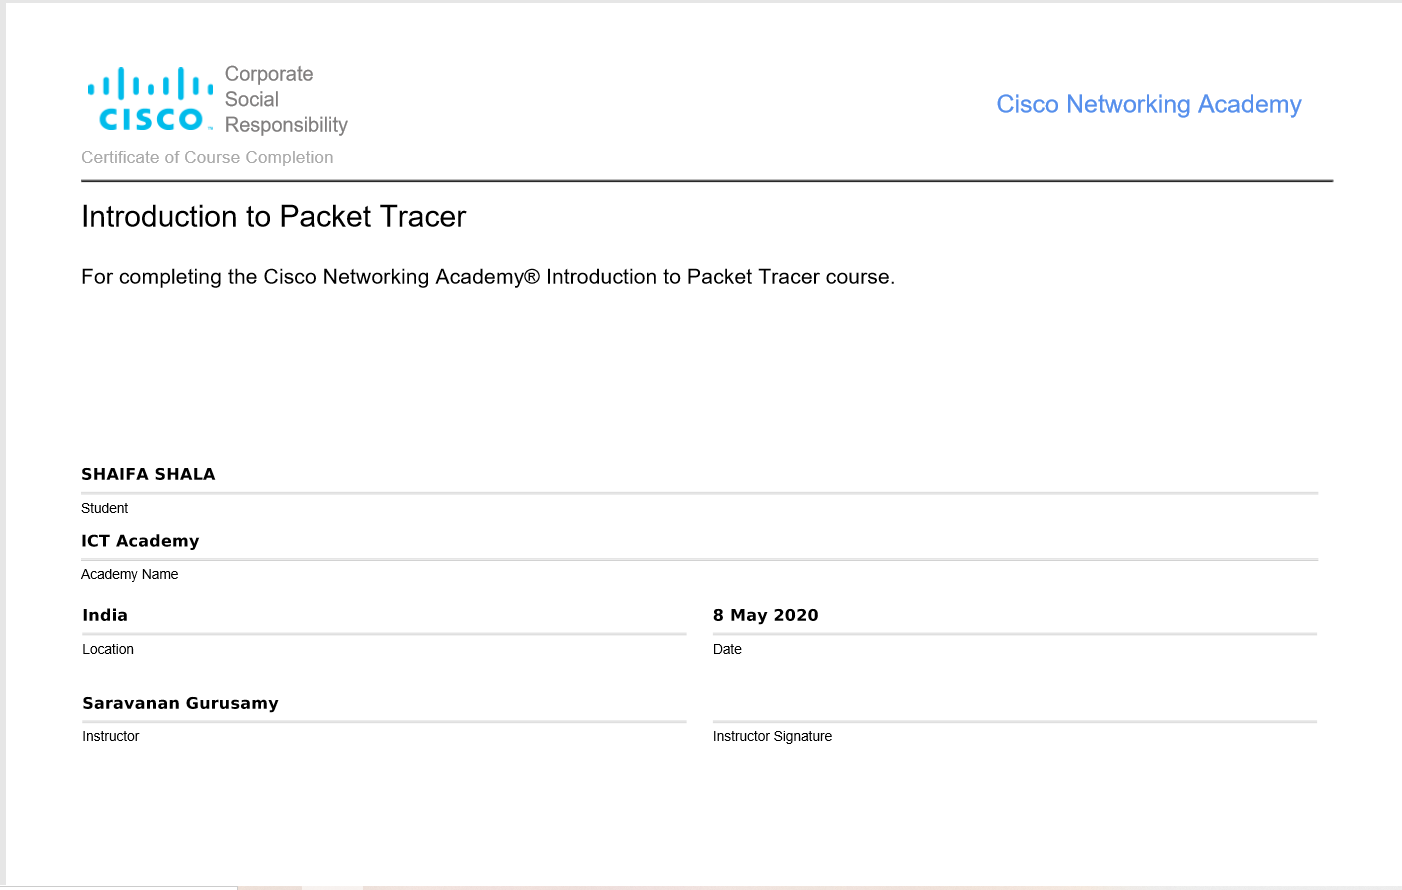 Corporate
Social
Responsibility
CISCO™
Cisco Networking Academy
Certificate of Course Completion
Introduction to Packet Tracer
For completing the Cisco Networking Academy® Introduction to Packet Tracer course.
SHAIFA SHALA
Student
ICT Academy
Academy Name
India
8 May 2020
Location
Date
Saravanan Gurusamy
Instructor
Instructor Signature